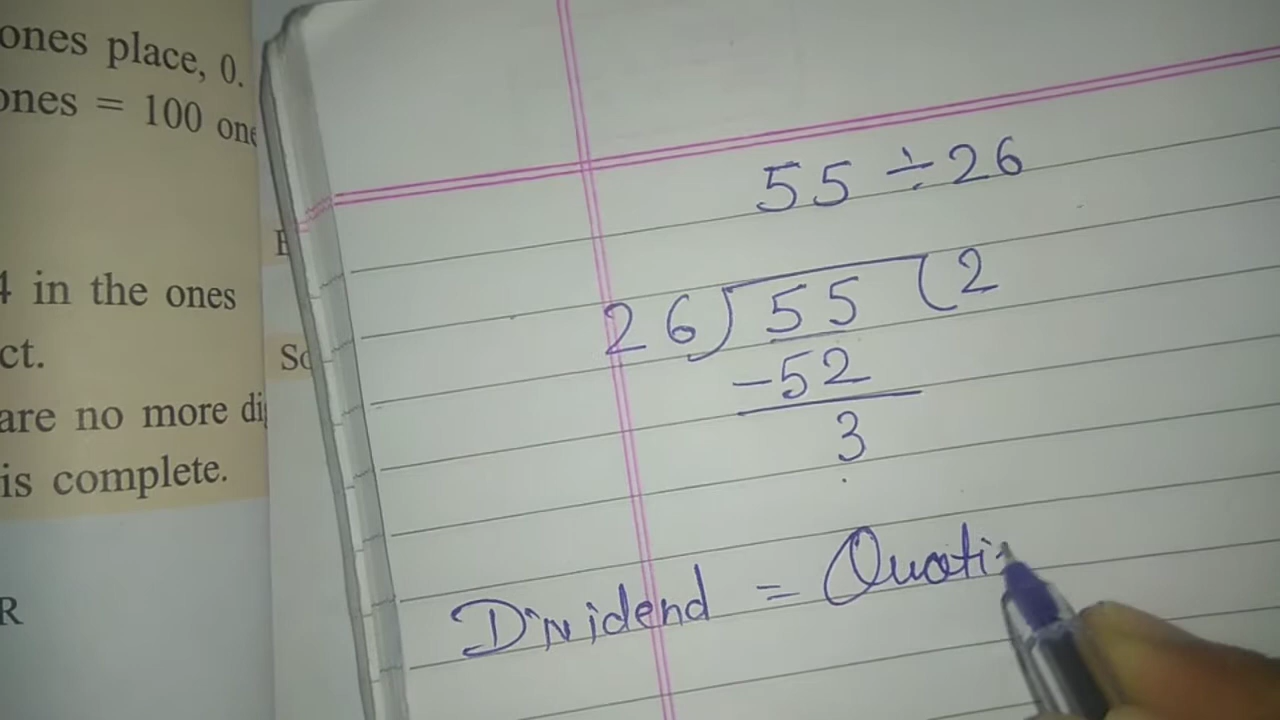 ones place, 0.
ones = 100 one
4 in the ones
ct.
are no more di
is complete.
R
So
55 ÷ 26
26) 55 ( 2
-52
3
Dividend = Quoti